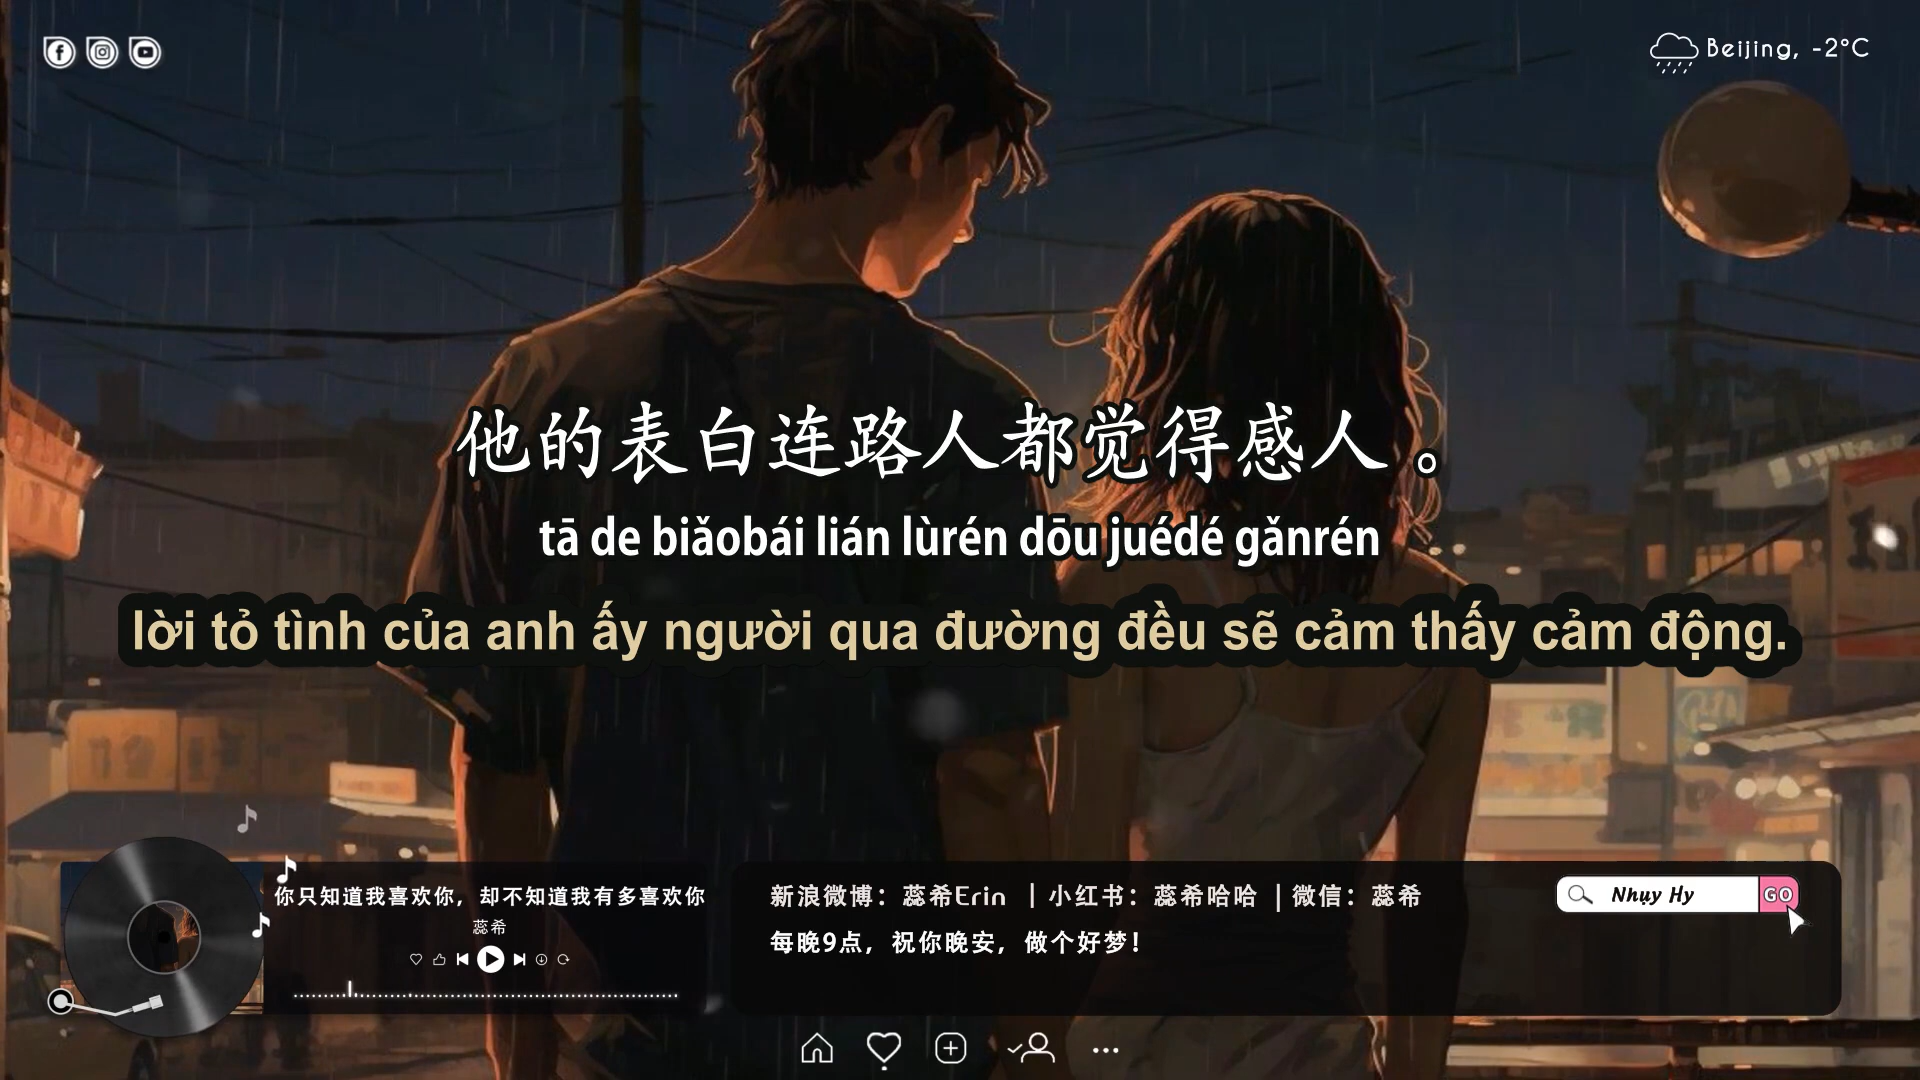 Beijing, -2°C
他的表白连路人都觉得感人 。
tā de biǎobái lián lùrén dōu juédé gǎnrén
lời tỏ tình của anh ấy người qua đường đều sẽ cảm thấy cảm động.
你只知道我喜欢你，却不知道我有多喜欢你
蕊希
新浪微博：蕊希Erin ｜小红书：蕊希哈哈 ｜微信：蕊希
每晚9点，祝你晚安，做个好梦！
Nhụy Hy
GO